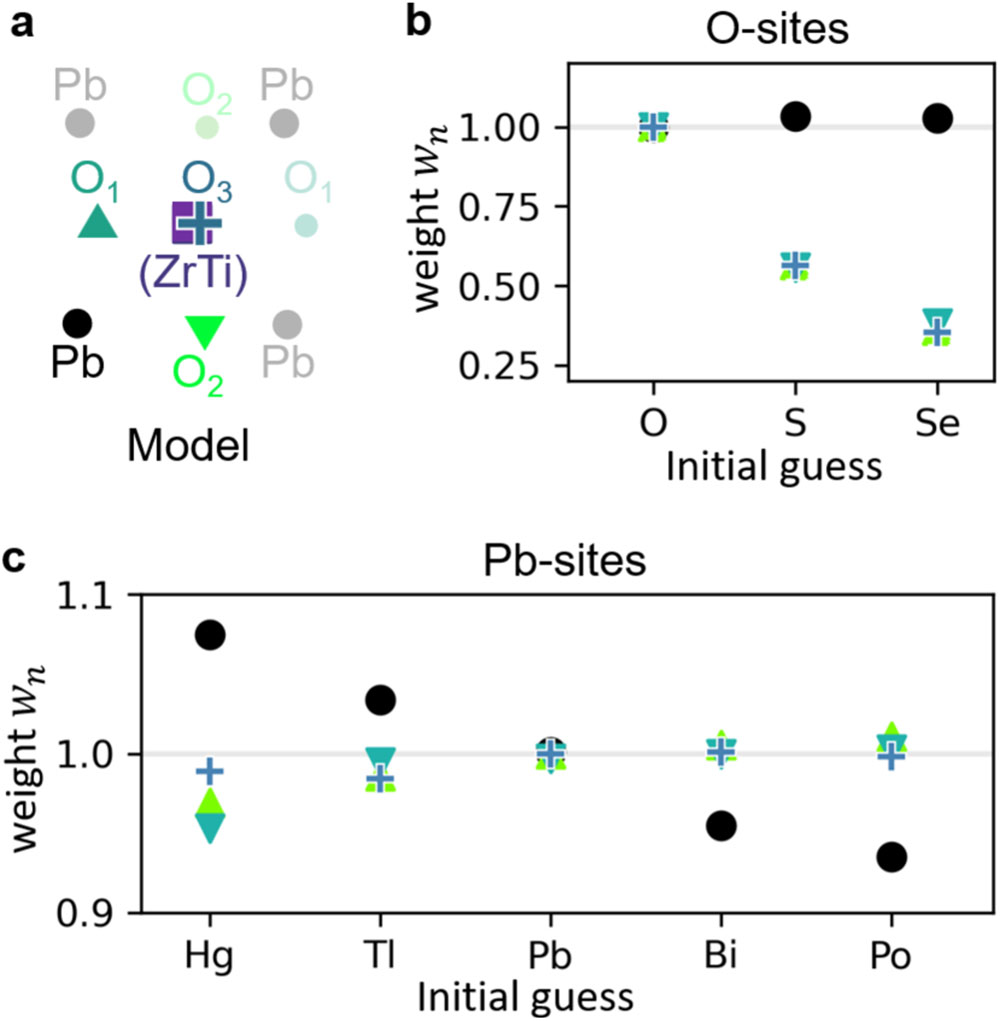 a
Pb
O2
Pb
O1
O3
O1
(ZrTi)
Pb
O2
Pb
Model
b
O-sites
weight wn
1.00
0.75
0.50
0.25
O
S
Se
Initial guess
c
Pb-sites
weight wn
1.1
1.0
0.9
Hg
Tl
Pb
Bi
Po
Initial guess